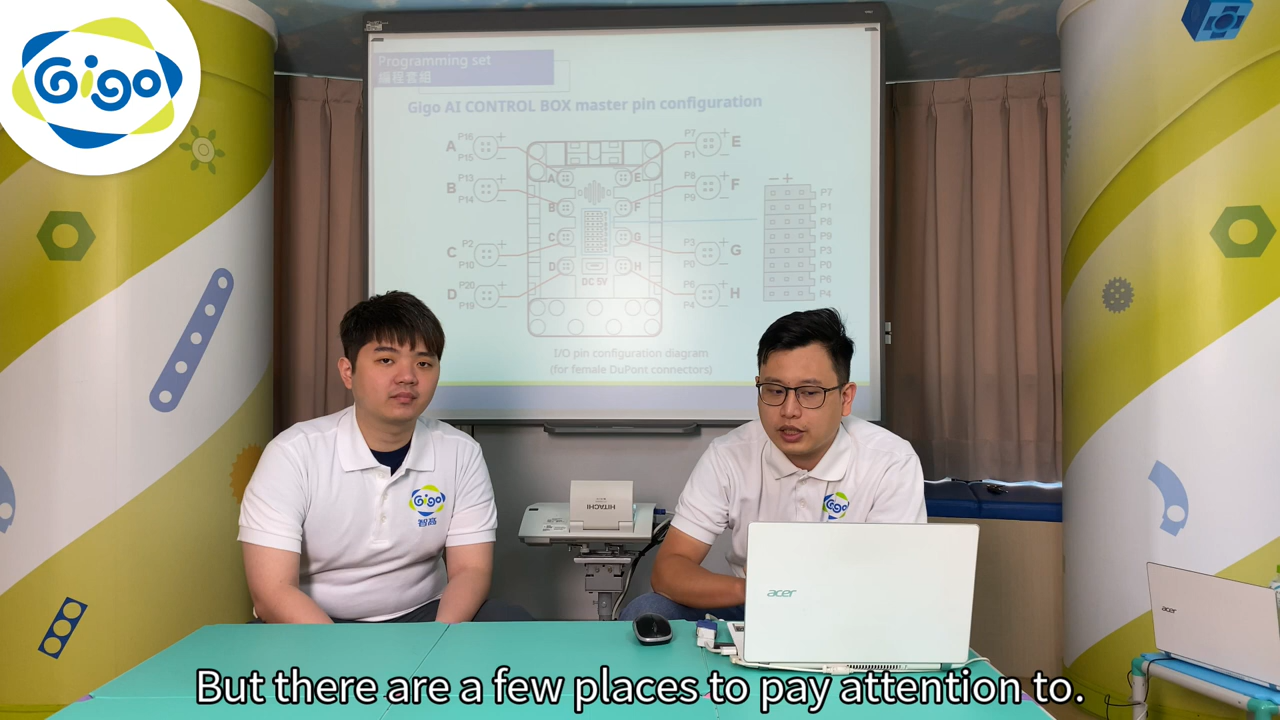 Gigo
Programming set
編程套組
Gigo AI CONTROL BOX master pin configuration
A P16 + P15 −
B P13 + P14 −
C P2 + P10 −
D P20 + P19 −
E P7 + P1 −
F P8 + P9 −
G P3 + P0 −
H P6 + P4 −
A E
B F
C G
D H
DC 5V
− +
P7
P1
P8
P9
P3
P0
P6
P4
I/O pin configuration diagram
(for female DuPont connectors)
Gigo
智高
HITACHI
Gigo
acer
acer
But there are a few places to pay attention to.